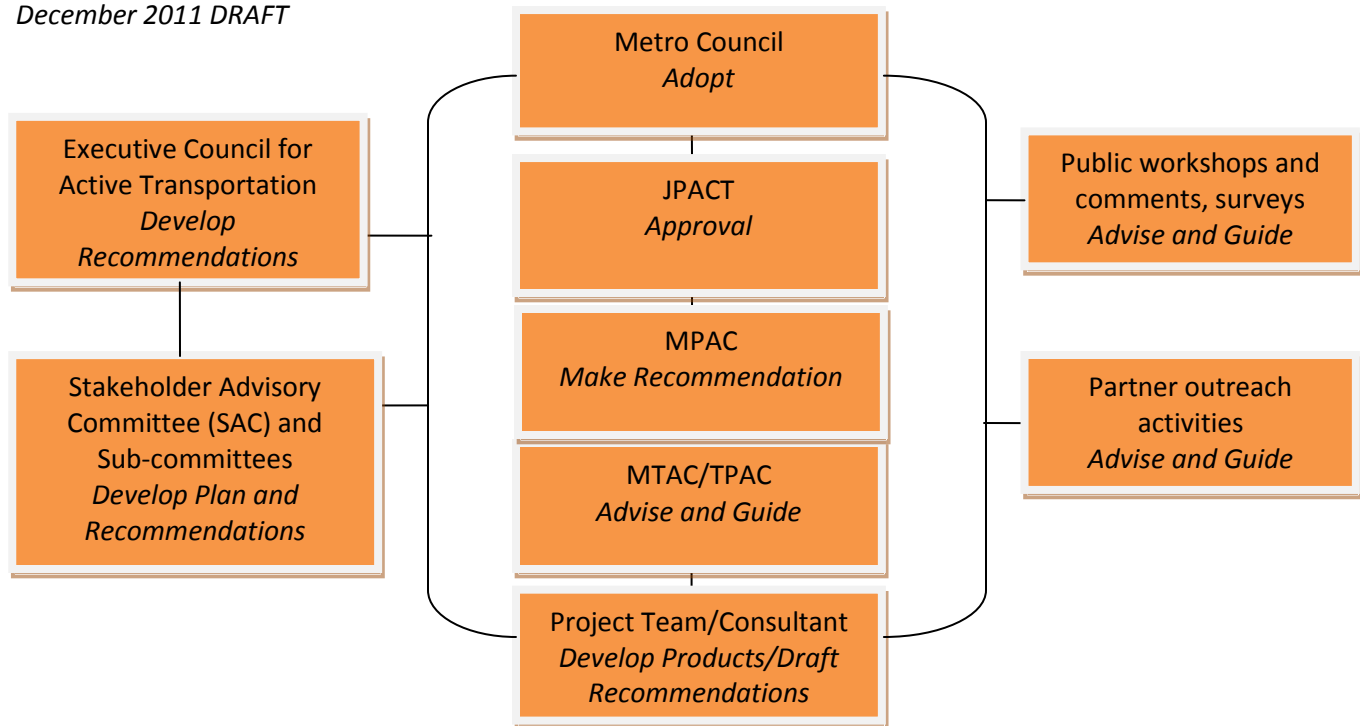 December 2011 DRAFT
Metro Council
Adopt
Executive Council for
Active Transportation
Develop
Recommendations
JPACT
Approval
Public workshops and
comments, surveys
Advise and Guide
MPAC
Make Recommendation
Stakeholder Advisory
Committee (SAC) and
Sub-committees
Develop Plan and
Recommendations
Partner outreach
activities
Advise and Guide
MTAC/TPAC
Advise and Guide
Project Team/Consultant
Develop Products/Draft
Recommendations